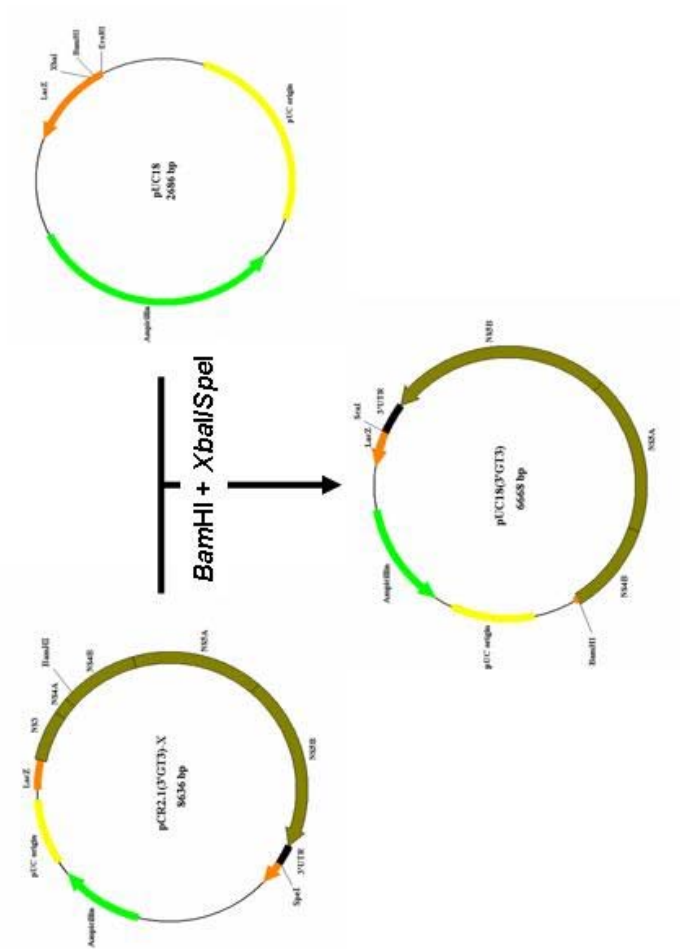 LacZ
NS3
NS4A
BamHI
NS4B
NS5A
pUC origin
Ampicillin
pCR2.1(3'GT3)-X
8636 bp
NS5B
SpeI
3'UTR
BamHI + XbaI/SpeI
LacZ
XbaI
BamHI
EcoRI
pUC18
2686 bp
Ampicillin
pUC origin
ScaI
LacZ
3'UTR
Ampicillin
NS5B
pUC18(3'GT3)
6668 bp
pUC origin
BamHI
NS4B
NS5A